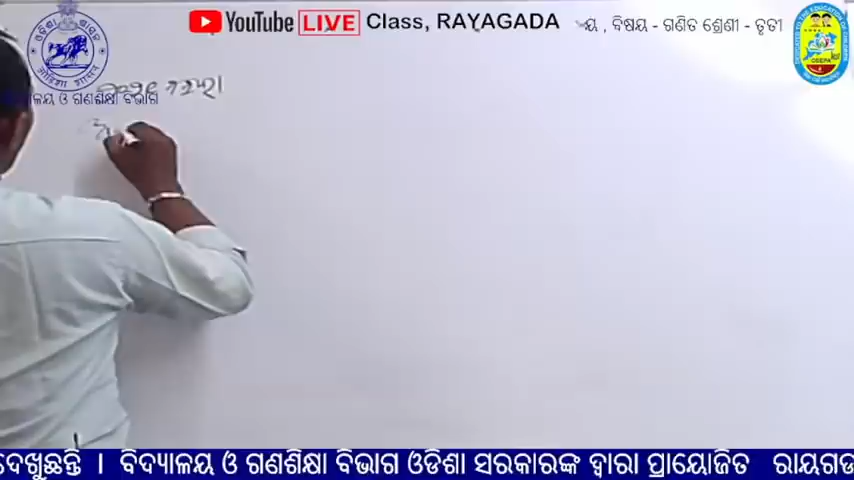 YouTube LIVE Class, RAYAGADA ୟ , ବିଷୟ - ଗଣିତ ଶ୍ରେଣୀ - ତୃତୀ
ବିଦ୍ୟାଳୟ ଓ ଗଣଶିକ୍ଷା ବିଭାଗ
ଦେଖୁଛନ୍ତି । ବିଦ୍ୟାଳୟ ଓ ଗଣଶିକ୍ଷା ବିଭାଗ ଓଡିଶା ସରକାରଙ୍କ ଦ୍ୱାରା ପ୍ରାୟୋଜିତ ରାୟଗଡ